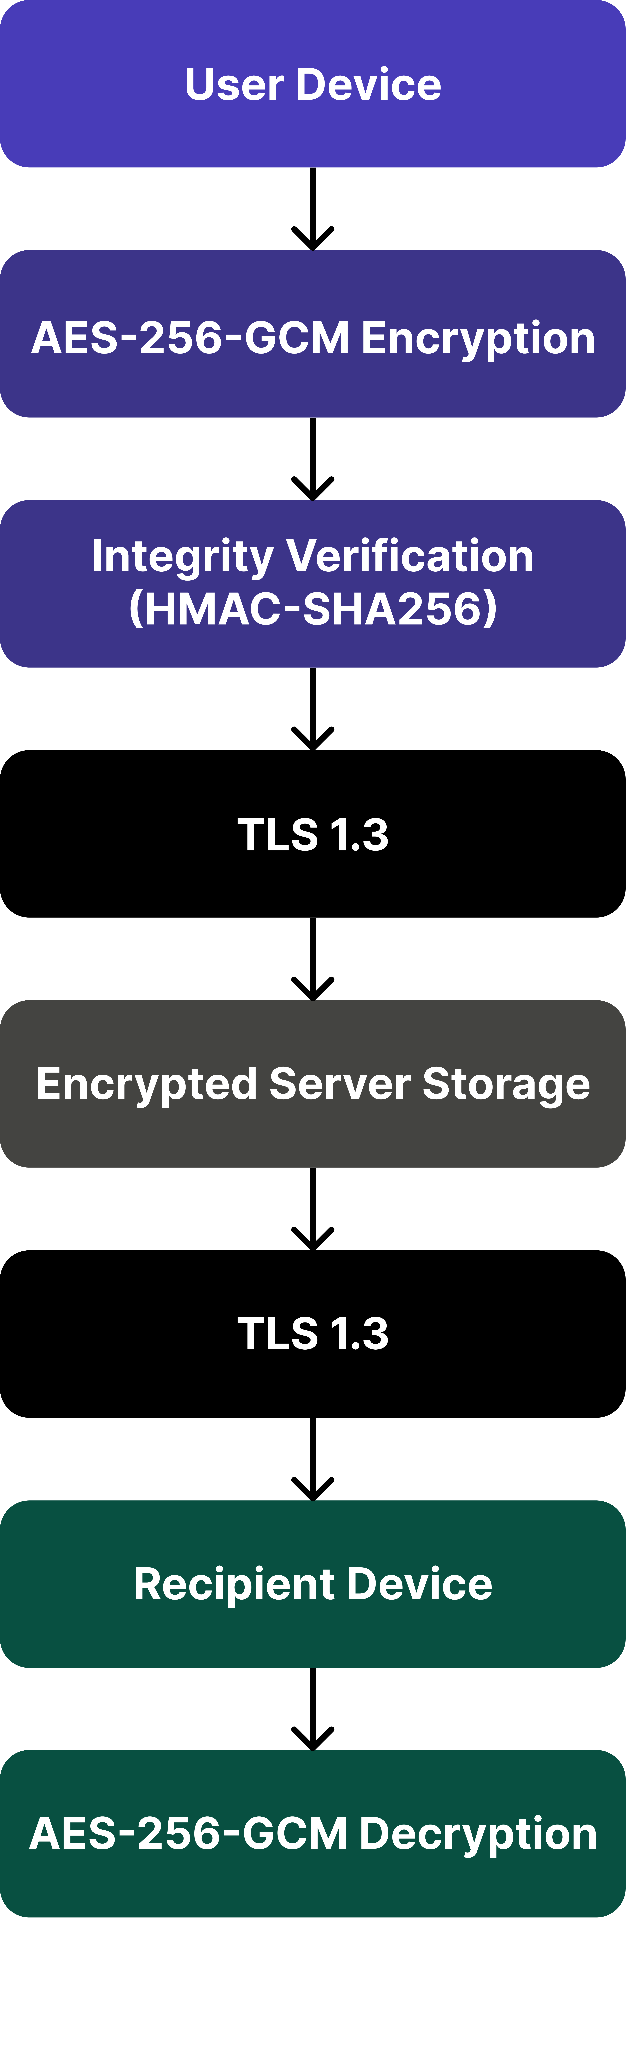 User Device
AES-256-GCM Encryption
Integrity Verification
(HMAC-SHA256)
TLS 1.3
Encrypted Server Storage
TLS 1.3
Recipient Device
AES-256-GCM Decryption